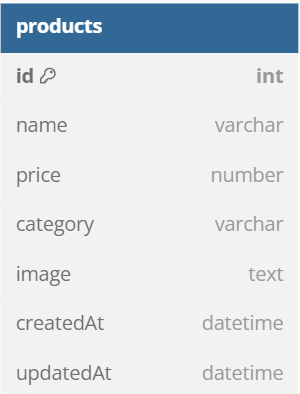 products
id int
name varchar
price number
category varchar
image text
createdAt datetime
updatedAt datetime